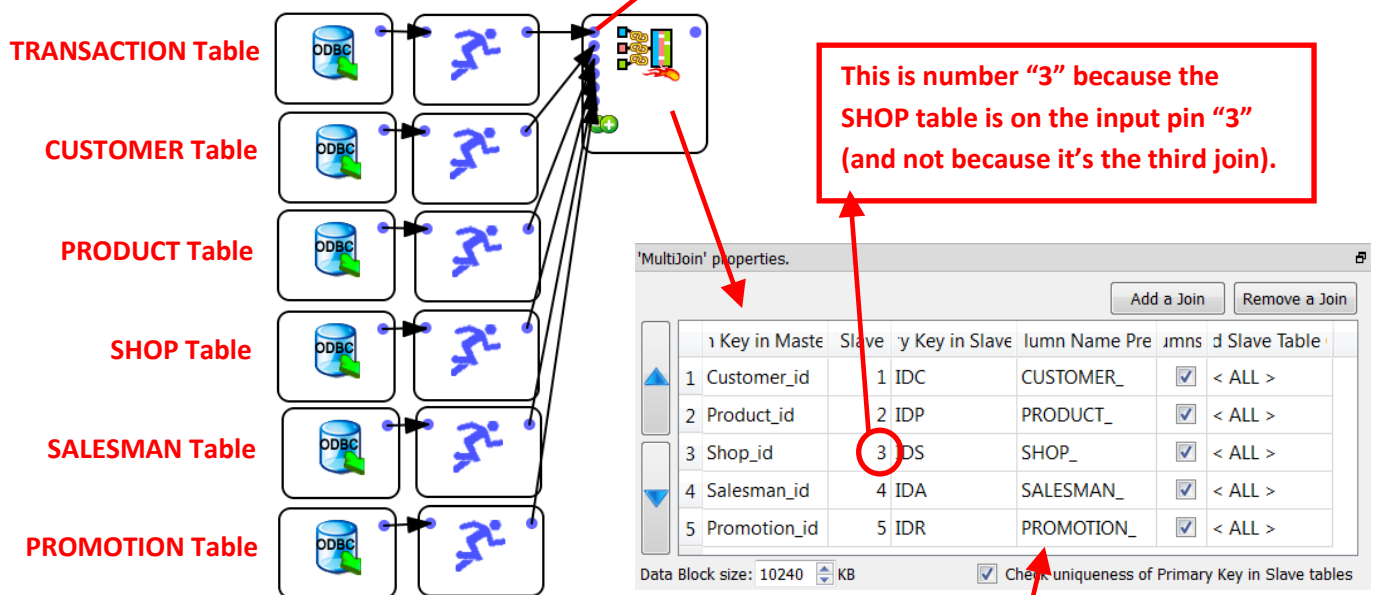 TRANSACTION Table
ODBC
This is number “3” because the
SHOP table is on the input pin “3”
(and not because it’s the third join).
CUSTOMER Table
ODBC
PRODUCT Table
ODBC
'MultiJoin' properties.
Add a Join
Remove a Join
ı Key in Maste Slave ʼy Key in Slave lumn Name Pre umns d Slave Table
1 Customer_id 1 IDC CUSTOMER_ < ALL >
2 Product_id 2 IDP PRODUCT_ < ALL >
3 Shop_id 3 IDS SHOP_ < ALL >
4 Salesman_id 4 IDA SALESMAN_ < ALL >
5 Promotion_id 5 IDR PROMOTION_ < ALL >
Data Block size: 10240 KB Check uniqueness of Primary Key in Slave tables
SHOP Table
ODBC
SALESMAN Table
ODBC
PROMOTION Table
ODBC